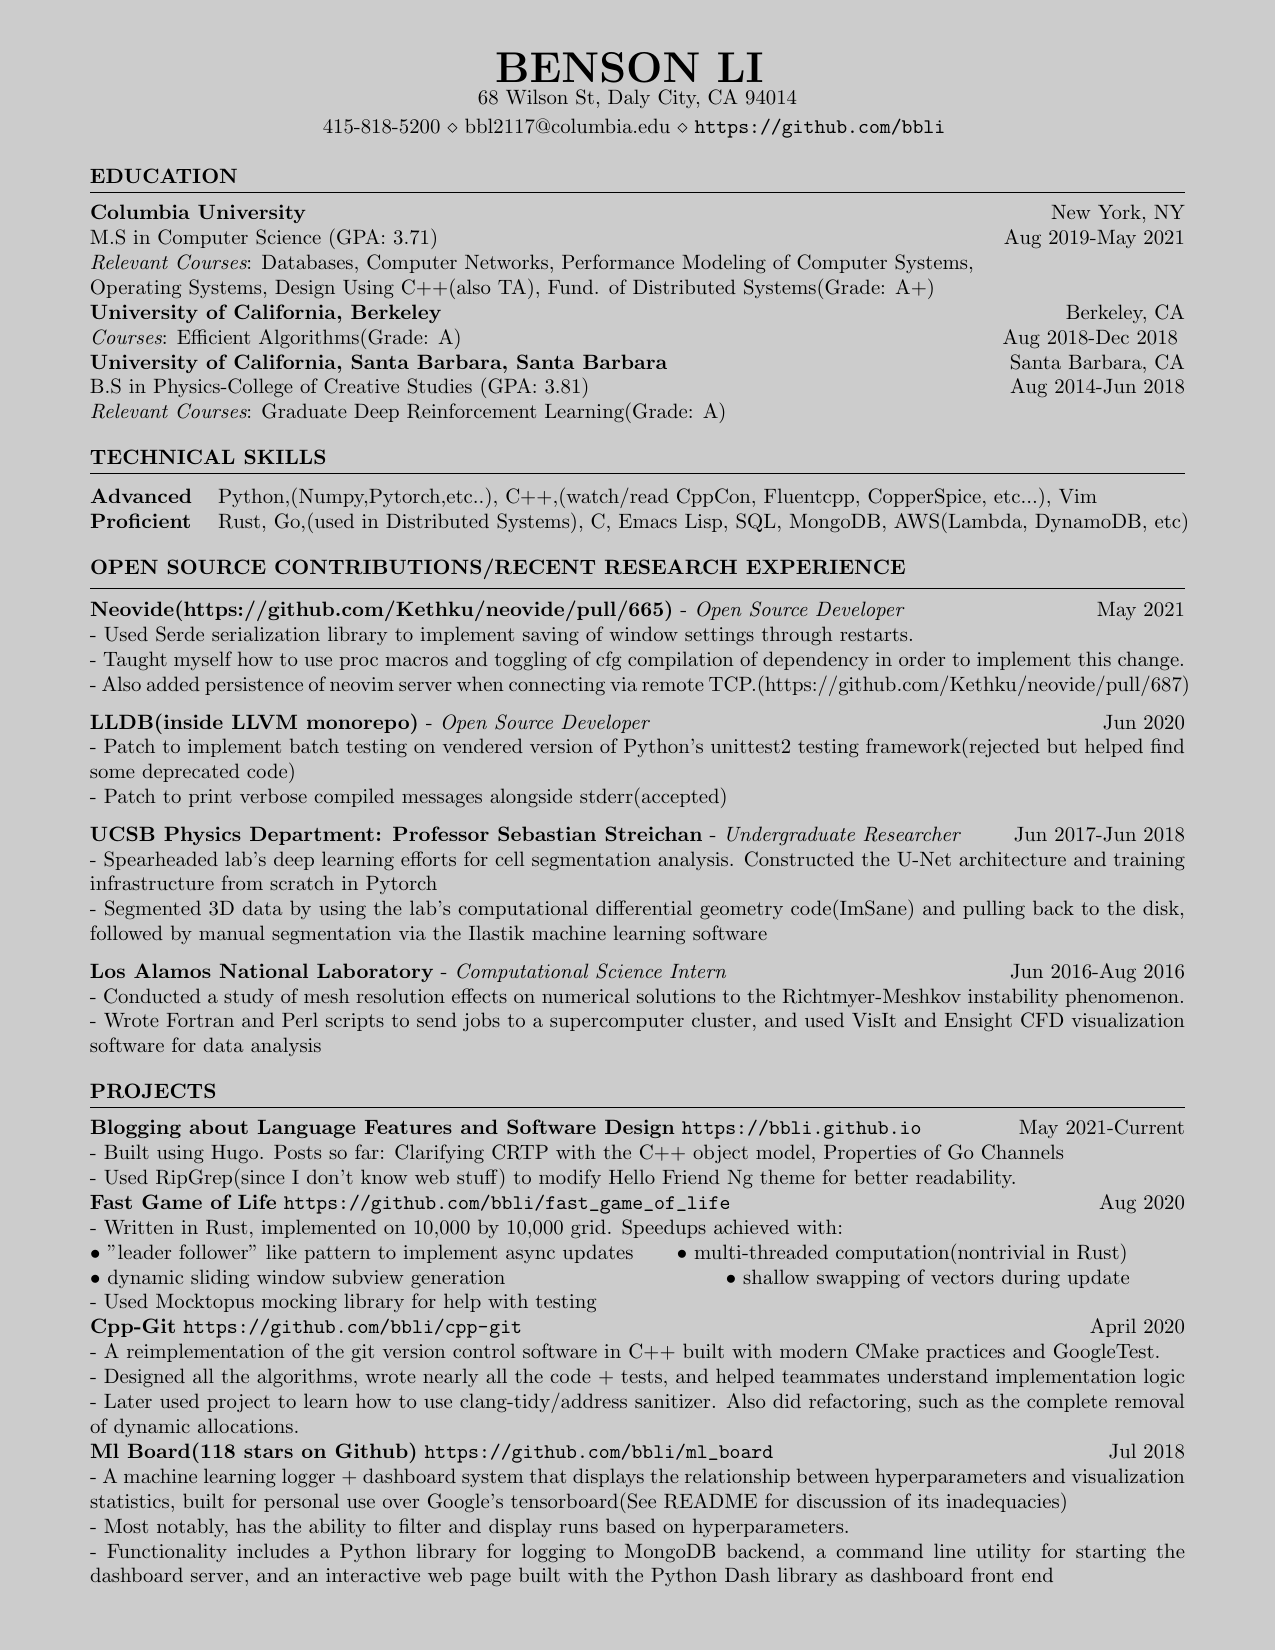 BENSON LI
68 Wilson St, Daly City, CA 94014
415-818-5200 ⋄ bbl2117@columbia.edu ⋄ https://github.com/bbli
EDUCATION
Columbia University New York, NY
M.S in Computer Science (GPA: 3.71) Aug 2019-May 2021
Relevant Courses: Databases, Computer Networks, Performance Modeling of Computer Systems,
Operating Systems, Design Using C++(also TA), Fund. of Distributed Systems(Grade: A+)
University of California, Berkeley Berkeley, CA
Courses: Efficient Algorithms(Grade: A) Aug 2018-Dec 2018
University of California, Santa Barbara, Santa Barbara Santa Barbara, CA
B.S in Physics-College of Creative Studies (GPA: 3.81) Aug 2014-Jun 2018
Relevant Courses: Graduate Deep Reinforcement Learning(Grade: A)
TECHNICAL SKILLS
Advanced Python,(Numpy,Pytorch,etc..), C++,(watch/read CppCon, Fluentcpp, CopperSpice, etc...), Vim
Proficient Rust, Go,(used in Distributed Systems), C, Emacs Lisp, SQL, MongoDB, AWS(Lambda, DynamoDB, etc)
OPEN SOURCE CONTRIBUTIONS/RECENT RESEARCH EXPERIENCE
Neovide(https://github.com/Kethku/neovide/pull/665) - Open Source Developer May 2021
- Used Serde serialization library to implement saving of window settings through restarts.
- Taught myself how to use proc macros and toggling of cfg compilation of dependency in order to implement this change.
- Also added persistence of neovim server when connecting via remote TCP.(https://github.com/Kethku/neovide/pull/687)
LLDB(inside LLVM monorepo) - Open Source Developer Jun 2020
- Patch to implement batch testing on vendered version of Python's unittest2 testing framework(rejected but helped find
some deprecated code)
- Patch to print verbose compiled messages alongside stderr(accepted)
UCSB Physics Department: Professor Sebastian Streichan - Undergraduate Researcher Jun 2017-Jun 2018
- Spearheaded lab's deep learning efforts for cell segmentation analysis. Constructed the U-Net architecture and training
infrastructure from scratch in Pytorch
- Segmented 3D data by using the lab's computational differential geometry code(ImSane) and pulling back to the disk,
followed by manual segmentation via the Ilastik machine learning software
Los Alamos National Laboratory - Computational Science Intern Jun 2016-Aug 2016
- Conducted a study of mesh resolution effects on numerical solutions to the Richtmyer-Meshkov instability phenomenon.
- Wrote Fortran and Perl scripts to send jobs to a supercomputer cluster, and used VisIt and Ensight CFD visualization
software for data analysis
PROJECTS
Blogging about Language Features and Software Design https://bbli.github.io May 2021-Current
- Built using Hugo. Posts so far: Clarifying CRTP with the C++ object model, Properties of Go Channels
- Used RipGrep(since I don't know web stuff) to modify Hello Friend Ng theme for better readability.
Fast Game of Life https://github.com/bbli/fast_game_of_life Aug 2020
- Written in Rust, implemented on 10,000 by 10,000 grid. Speedups achieved with:
• ”leader follower” like pattern to implement async updates • multi-threaded computation(nontrivial in Rust)
• dynamic sliding window subview generation • shallow swapping of vectors during update
- Used Mocktopus mocking library for help with testing
Cpp-Git https://github.com/bbli/cpp-git April 2020
- A reimplementation of the git version control software in C++ built with modern CMake practices and GoogleTest.
- Designed all the algorithms, wrote nearly all the code + tests, and helped teammates understand implementation logic
- Later used project to learn how to use clang-tidy/address sanitizer. Also did refactoring, such as the complete removal
of dynamic allocations.
Ml Board(118 stars on Github) https://github.com/bbli/ml_board Jul 2018
- A machine learning logger + dashboard system that displays the relationship between hyperparameters and visualization
statistics, built for personal use over Google's tensorboard(See README for discussion of its inadequacies)
- Most notably, has the ability to filter and display runs based on hyperparameters.
- Functionality includes a Python library for logging to MongoDB backend, a command line utility for starting the
dashboard server, and an interactive web page built with the Python Dash library as dashboard front end